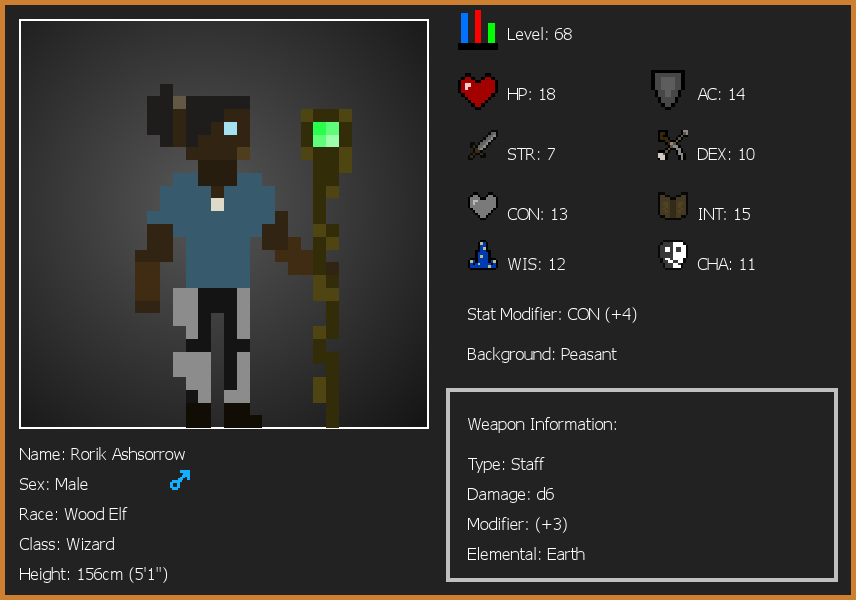 Level: 68
HP: 18
AC: 14
STR: 7
DEX: 10
CON: 13
INT: 15
WIS: 12
CHA: 11
Stat Modifier: CON (+4)
Background: Peasant
Weapon Information:
Type: Staff
Damage: d6
Modifier: (+3)
Elemental: Earth
Name: Rorik Ashsorrow
Sex: Male
Race: Wood Elf
Class: Wizard
Height: 156cm (5'1")